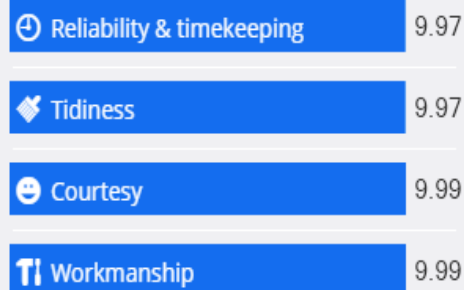 Reliability & timekeeping 9.97
Tidiness 9.97
Courtesy 9.99
Workmanship 9.99